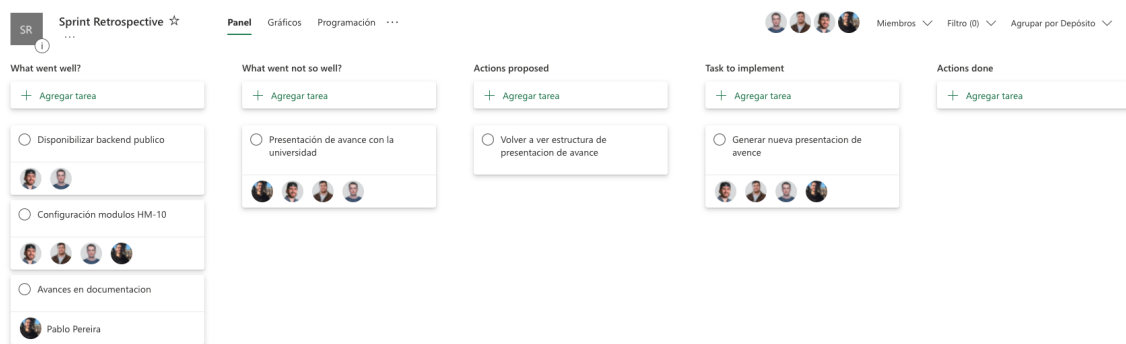 SR
i
Sprint Retrospective
...
Panel Gráficos Programación ...
Miembros Filtro (0) Agrupar por Depósito
What went well?
Agregar tarea
Disponibilizar backend publico
Configuración modulos HM-10
Avances en documentacion
Pablo Pereira
What went not so well?
Agregar tarea
Presentación de avance con la
universidad
Actions proposed
Agregar tarea
Volver a ver estructura de
presentacion de avance
Task to implement
Agregar tarea
Generar nueva presentacion de
avence
Actions done
Agregar tarea